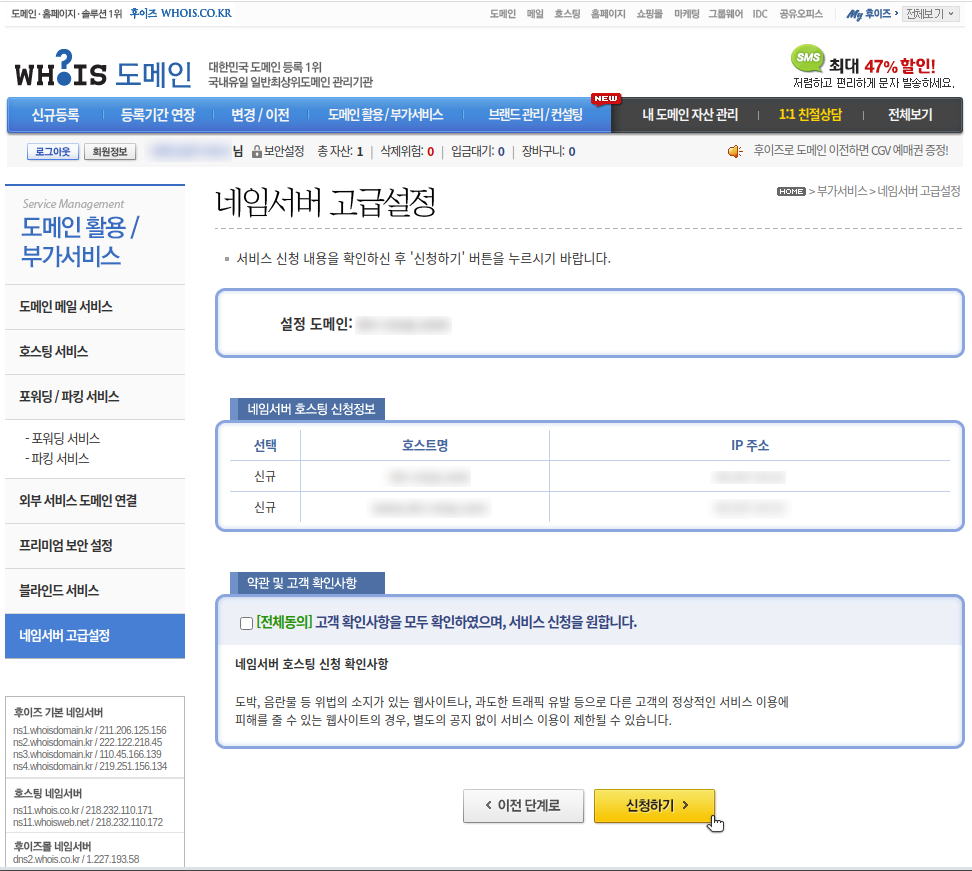 도메인 · 홈페이지 · 솔루션 1위 후이즈 WHOIS.CO.KR
도메인 메일 호스팅 홈페이지 쇼핑몰 마케팅 그룹웨어 IDC 공유오피스 My 후이즈 › 전체보기
WHOIS 도메인
대한민국 도메인 등록 1위
국내유일 일반최상위도메인 관리기관
SMS 최대 47% 할인!
저렴하고 편리하게 문자 발송하세요.
NEW
신규등록 등록기간 연장 변경 / 이전 도메인 활용 / 부가서비스 브랜드 관리 / 컨설팅 내 도메인 자산 관리 1:1 친절상담 전체보기
로그아웃 회원정보 님 보안설정 총 자산: 1 | 삭제위험: 0 | 입금대기: 0 | 장바구니: 0
후이즈로 도메인 이전하면 CGV 예매권 증정!
Service Management
도메인 활용 /
부가서비스
도메인 메일 서비스
호스팅 서비스
포워딩 / 파킹 서비스
- 포워딩 서비스
- 파킹 서비스
외부 서비스 도메인 연결
프리미엄 보안 설정
블라인드 서비스
네임서버 고급설정
후이즈 기본 네임서버
ns1.whoisdomain.kr / 211.206.125.156
ns2.whoisdomain.kr / 222.122.218.45
ns3.whoisdomain.kr / 110.45.166.139
ns4.whoisdomain.kr / 219.251.156.134
호스팅 네임서버
ns11.whois.co.kr / 218.232.110.171
ns11.whoisweb.net / 218.232.110.172
후이즈몰 네임서버
dns2.whois.co.kr / 1.227.193.58
네임서버 고급설정
HOME > 부가서비스 > 네임서버 고급설정
서비스 신청 내용을 확인하신 후 '신청하기' 버튼을 누르시기 바랍니다.
설정 도메인:
네임서버 호스팅 신청정보
선택 호스트명 IP 주소
신규
신규
약관 및 고객 확인사항
[전체동의] 고객 확인사항을 모두 확인하였으며, 서비스 신청을 원합니다.
네임서버 호스팅 신청 확인사항
도박, 음란물 등 위법의 소지가 있는 웹사이트나, 과도한 트래픽 유발 등으로 다른 고객의 정상적인 서비스 이용에
피해를 줄 수 있는 웹사이트의 경우, 별도의 공지 없이 서비스 이용이 제한될 수 있습니다.
‹ 이전 단계로
신청하기 ›